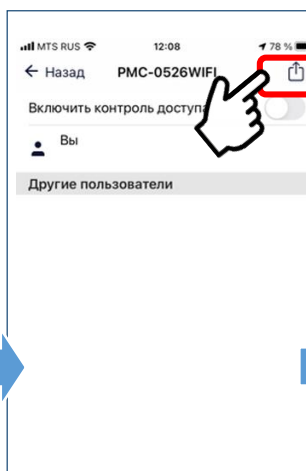 MTS RUS 12:08 78 %
Назад PMC-0526WIFI
Включить контроль доступа
Вы
Другие пользователи